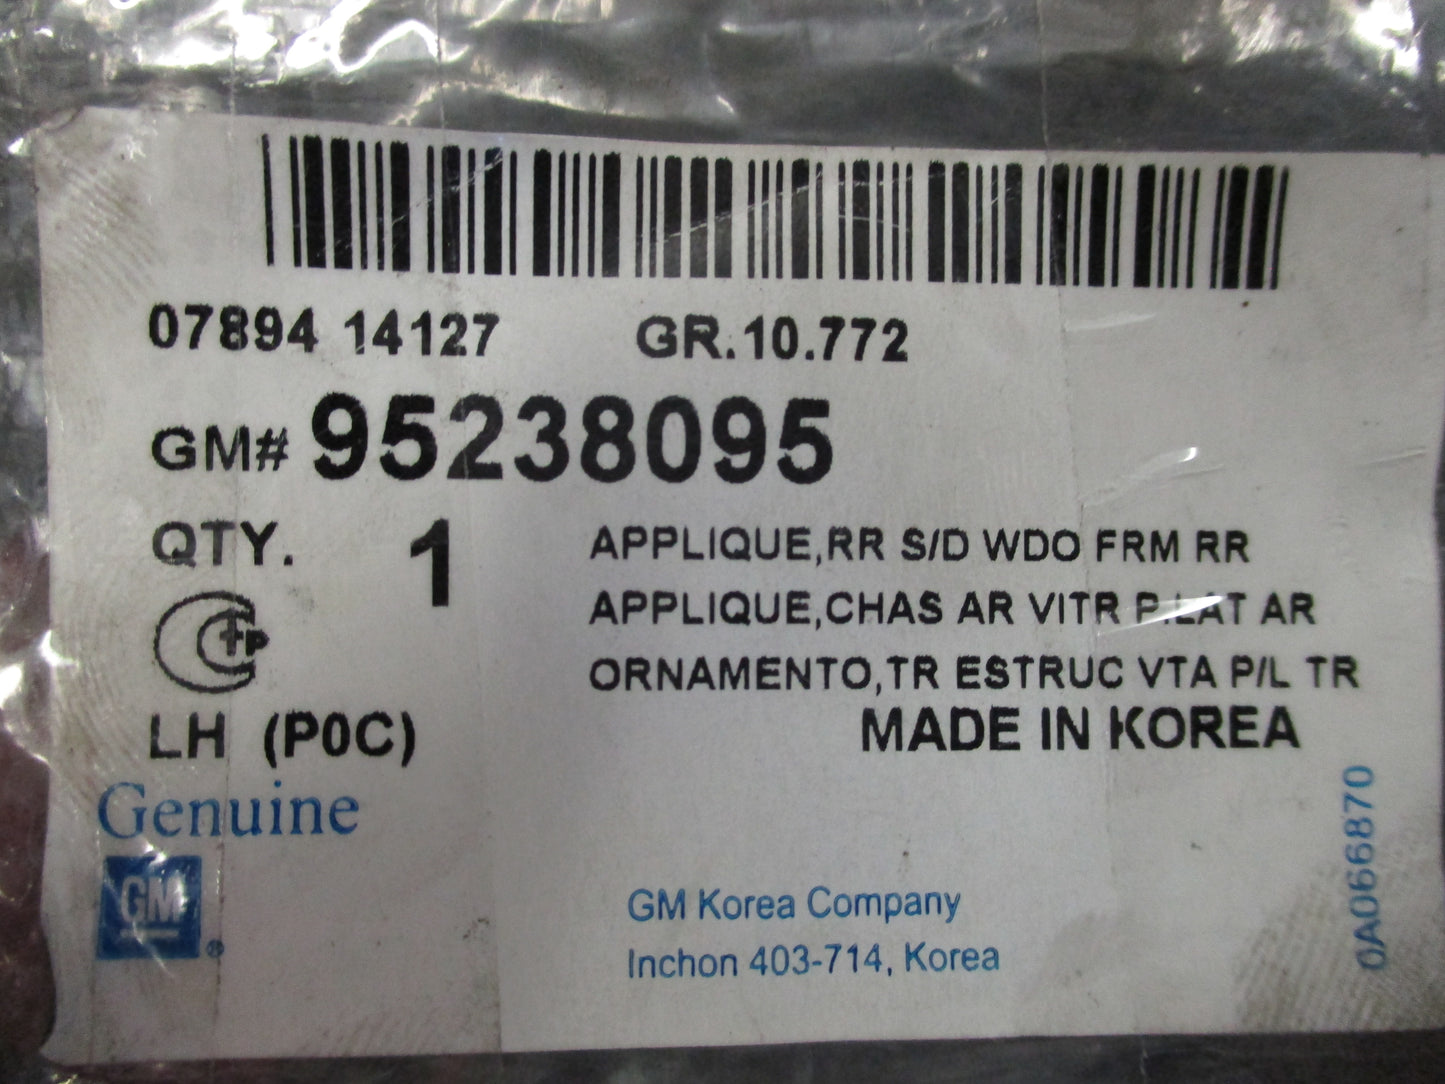 07894 14127 GR.10.772
GM# 95238095
QTY. 1 APPLIQUE,RR S/D WDO FRM RR
APPLIQUE,CHAS AR VITR P.LAT AR
ORNAMENTO,TR ESTRUC VTA P/L TR
LH (P0C) MADE IN KOREA
Genuine
GM®
GM Korea Company
Inchon 403-714, Korea
0A066870